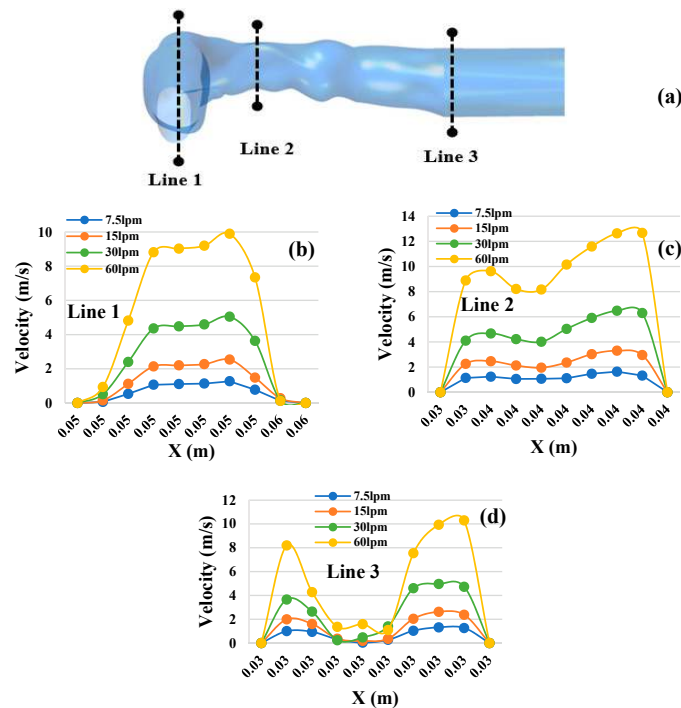 (a)
Line 1
Line 2
Line 3
7.5lpm
15lpm
30lpm
60lpm
(b)
Line 1
Velocity (m/s)
10
8
6
4
2
0
0.05 0.05 0.05 0.05 0.05 0.05 0.05 0.05 0.06 0.06
X (m)
7.5lpm
15lpm
30lpm
60lpm
(c)
Line 2
Velocity (m/s)
14
12
10
8
6
4
2
0
0.03 0.03 0.04 0.04 0.04 0.04 0.04 0.04 0.04 0.04
X (m)
7.5lpm
15lpm
30lpm
60lpm
(d)
Line 3
Velocity (m/s)
12
10
8
6
4
2
0
0.03 0.03 0.03 0.03 0.03 0.03 0.03 0.03 0.03 0.03
X (m)